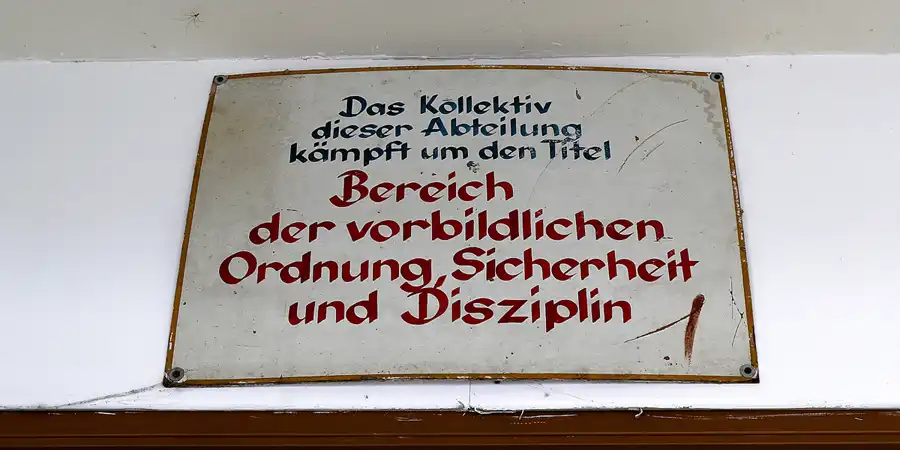 Das Kollektiv
dieser Abteilung
kämpft um den Titel
Bereich
der vorbildlichen
Ordnung, Sicherheit
und Disziplin